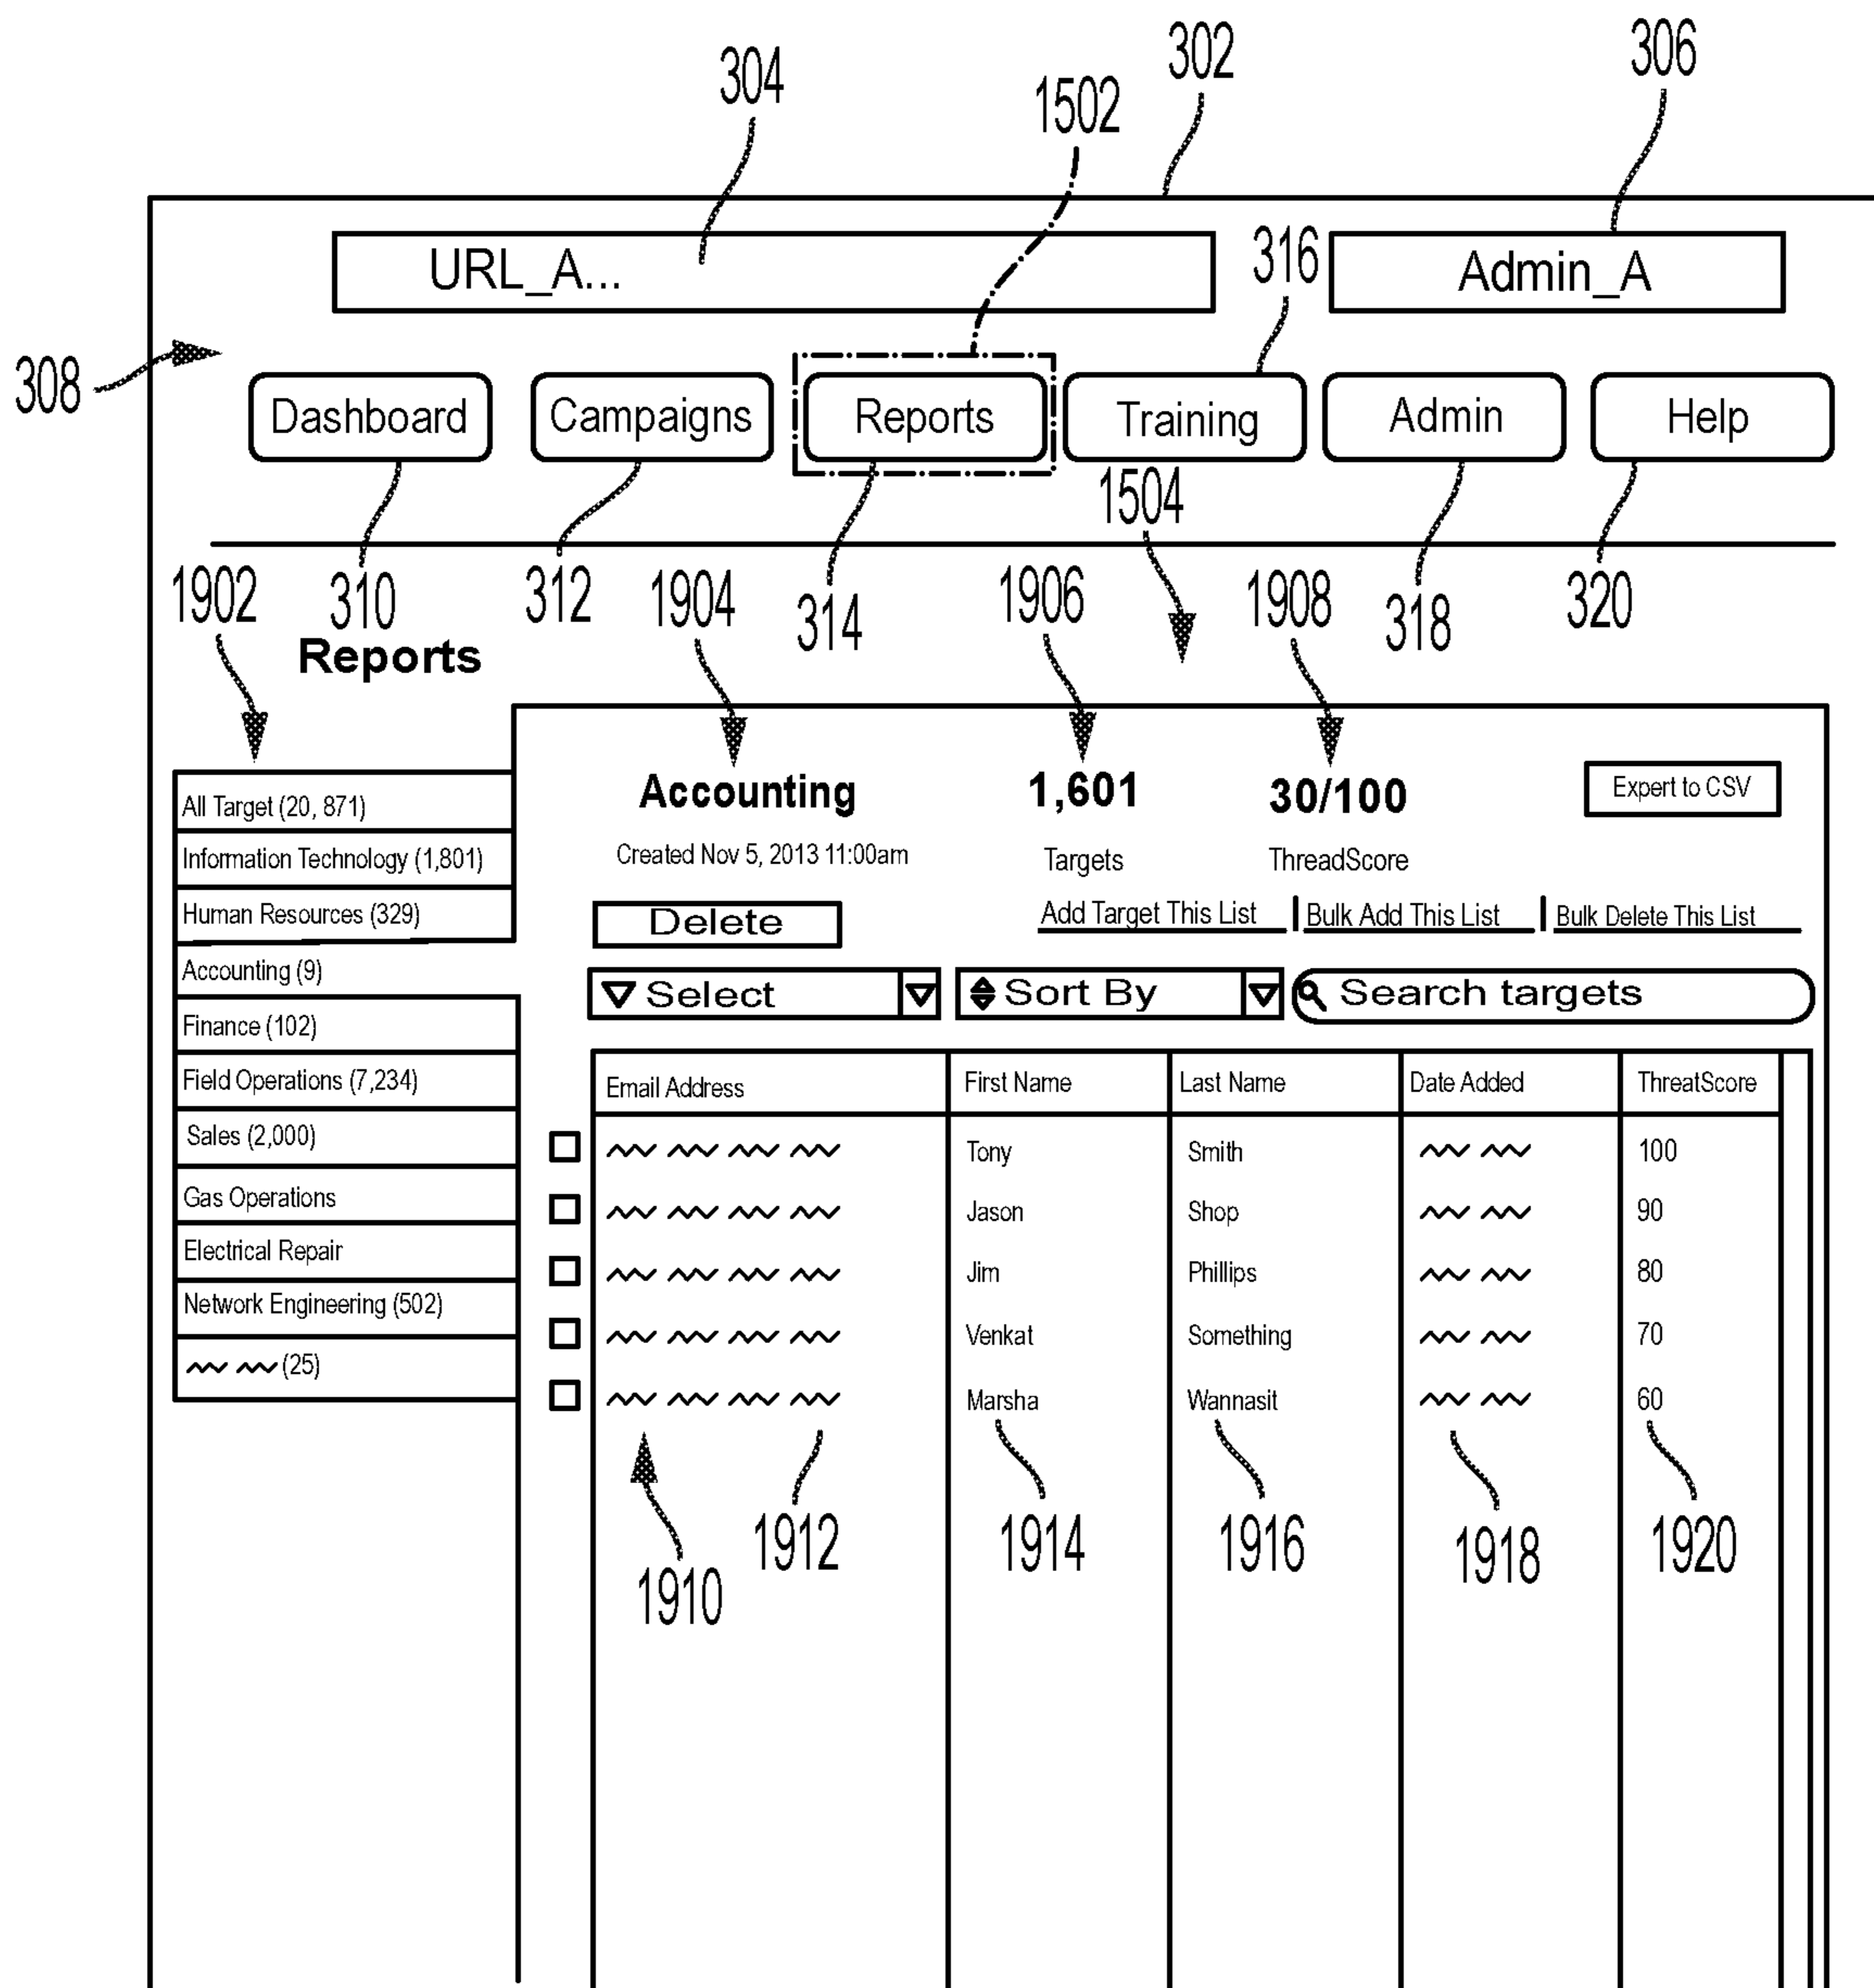 302
306
304
1502
URL_A...
316
Admin_A
308
Dashboard
Campaigns
Reports
Training
Admin
Help
1504
1902
310
312
1904
314
1906
1908
318
320
Reports
All Target (20, 871)
Information Technology (1,801)
Human Resources (329)
Accounting (9)
Finance (102)
Field Operations (7,234)
Sales (2,000)
Gas Operations
Electrical Repair
Network Engineering (502)
(25)
Accounting
1,601
30/100
Expert to CSV
Created Nov 5, 2013 11:00am
Targets
ThreadScore
Delete
Add Target This List | Bulk Add This List | Bulk Delete This List
Select
Sort By
Search targets
Email Address First Name Last Name Date Added ThreatScore
Tony Smith 100
Jason Shop 90
Jim Phillips 80
Venkat Something 70
Marsha Wannasit 60
1910
1912
1914
1916
1918
1920